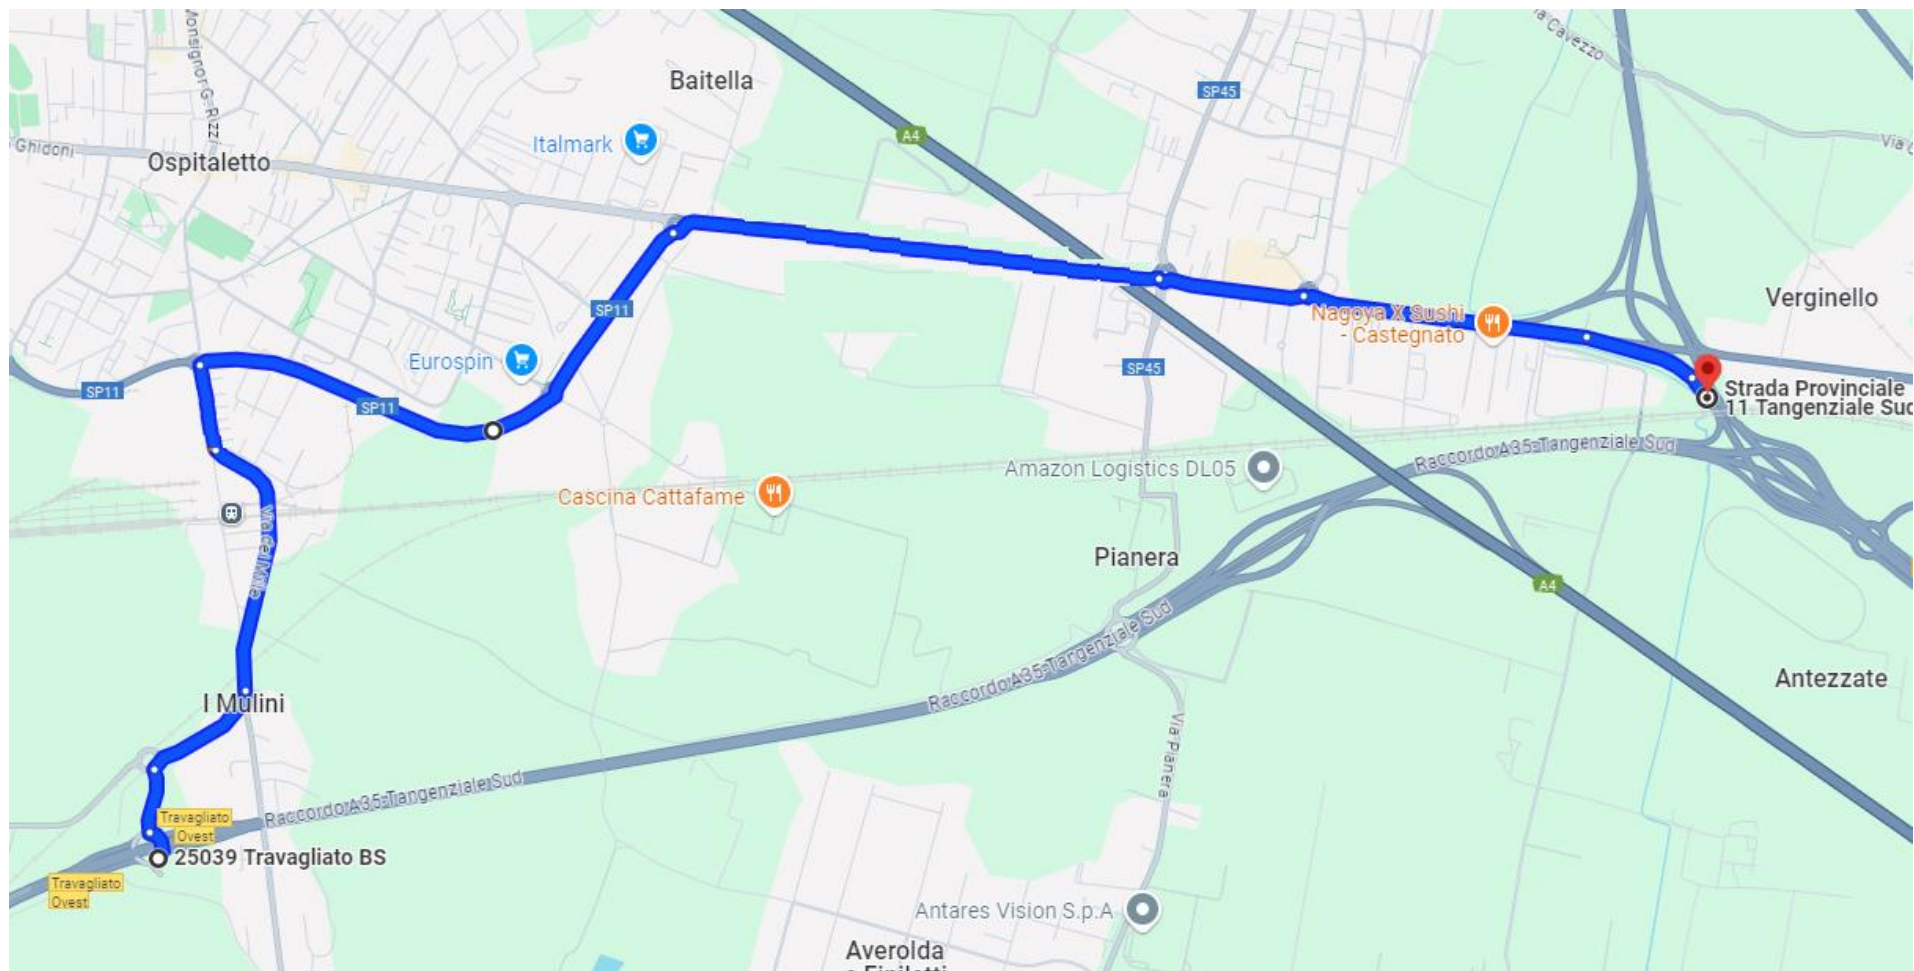 Monsignor G. Rizzi
Baitella
SP45
Via Cavezzo
A4
Italmark
Ghidoni
Ospitaletto
Via
SP11
Verginello
Nagoya X Sushi
- Castegnato
Eurospin
SP45
SP11
SP11
Strada Provinciale
11 Tangenziale Sud
Raccordo A35-Tangenziale Sud
Amazon Logistics DL05
Cascina Cattafame
Via dei Mille
Pianera
A4
Raccordo A35-Tangenziale Sud
Antezzate
I Mulini
Via Pianera
Raccordo A35-Tangenziale Sud
Travagliato
Ovest
25039 Travagliato BS
Travagliato
Ovest
Antares Vision S.p.A
Averolda